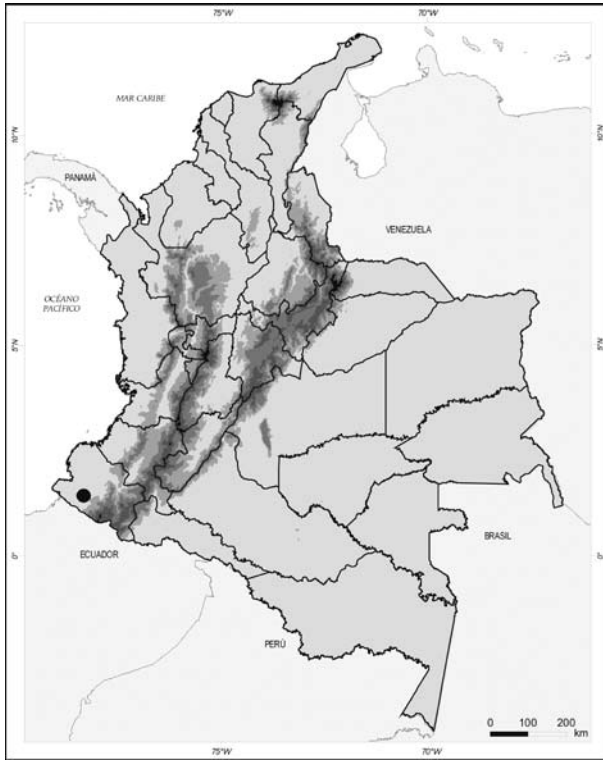 75°W 70°W
MAR CARIBE
10°N 10°N
PANAMÁ
VENEZUELA
OCÉANO
PACÍFICO
5°N 5°N
ECUADOR
BRASIL
0° 0°
PERÚ
0 100 200
km
75°W 70°W